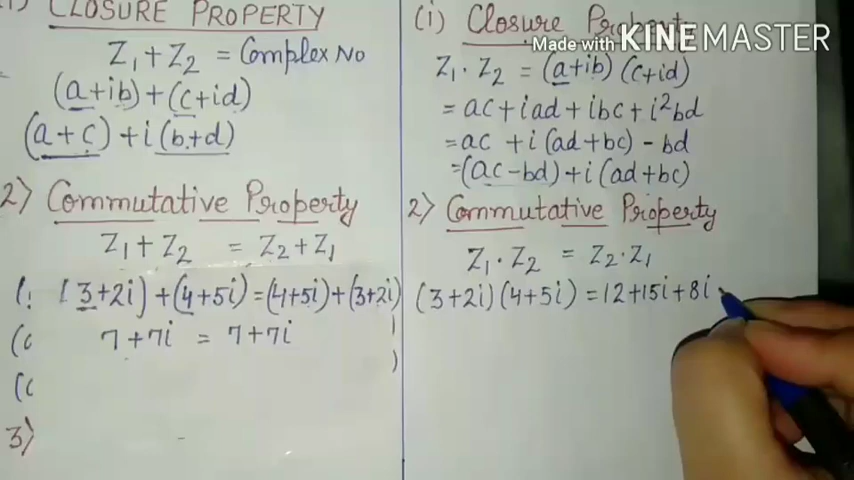 CLOSURE PROPERTY
Z₁ + Z₂ = Complex No
(a+ib)+(c+id)
(a+c)+i(b+d)
2) Commutative Property
Z₁+Z₂ = Z₂+Z₁
(3+2i)+(4+5i)=(4+5i)+(3+2i)
7+7i = 7+7i
3)
(i) Closure Property
Made with KINEMASTER
Z₁·Z₂ = (a+ib)(c+id)
= ac+iad+ibc+i²bd
= ac +i(ad+bc)-bd
=(ac-bd)+i(ad+bc)
2) Commutative Property
Z₁·Z₂ = Z₂·Z₁
(3+2i)(4+5i)=12+15i+8i